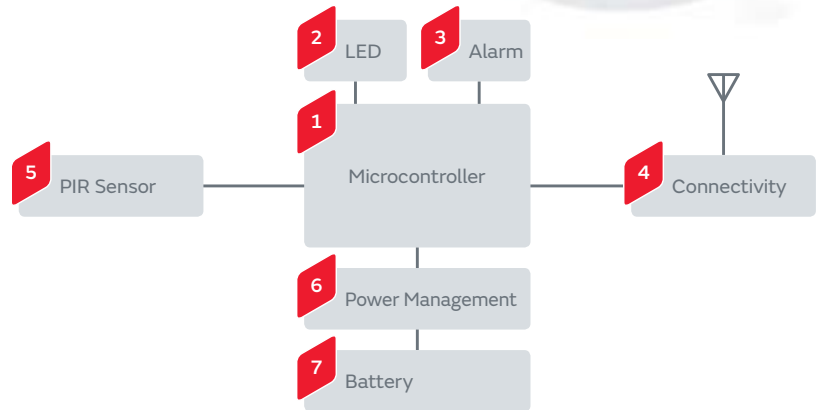 2
LED
3
Alarm
1
Microcontroller
5
PIR Sensor
4
Connectivity
6
Power Management
7
Battery